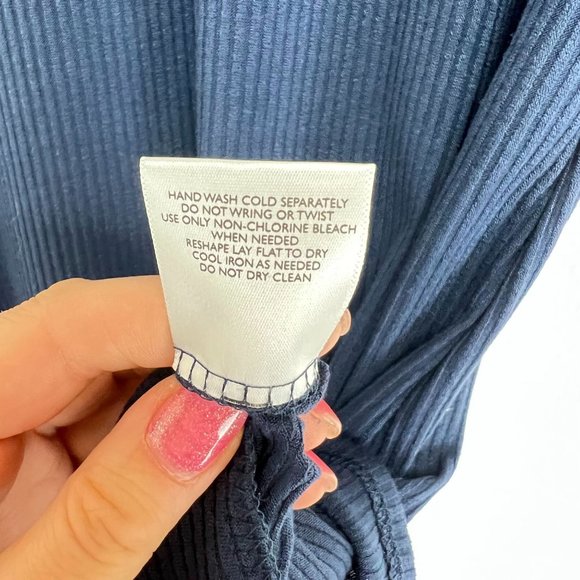 HAND WASH COLD SEPARATELY
DO NOT WRING OR TWIST
USE ONLY NON-CHLORINE BLEACH
WHEN NEEDED
RESHAPE LAY FLAT TO DRY
COOL IRON AS NEEDED
DO NOT DRY CLEAN